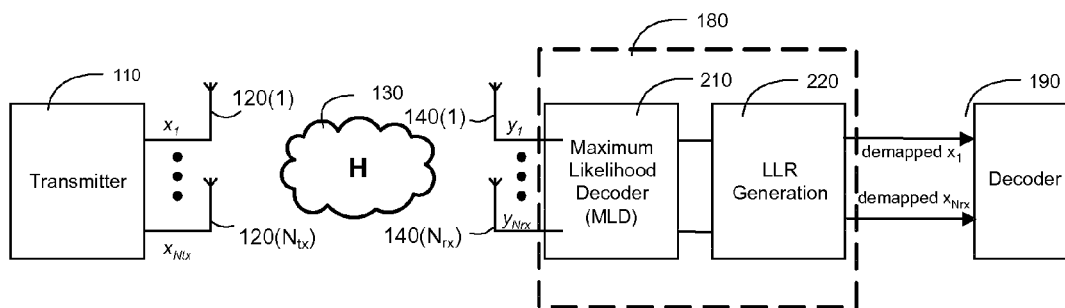 180
110
120(1)
130
140(1)
210
220
190
x1
y1
H
Transmitter
Maximum
Likelihood
Decoder
(MLD)
LLR
Generation
demapped x1
Decoder
demapped xNrx
xNtx
120(Ntx)
140(Nrx)
yNrx